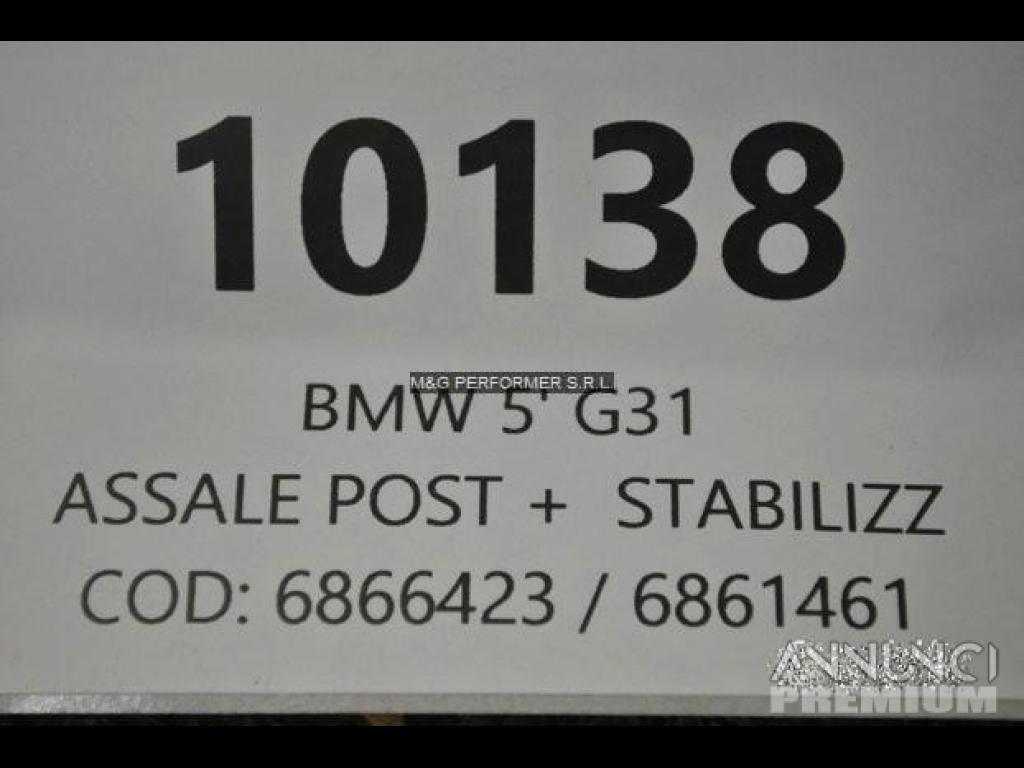 10138
M&G PERFORMER S.R.L.
BMW 5' G31
ASSALE POST + STABILIZZ
COD: 6866423 / 6861461
ANNUNCI
PREMIUM